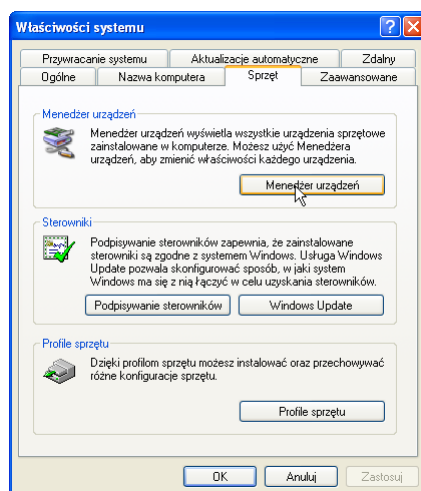 Właściwości systemu
Przywracanie systemu Aktualizacje automatyczne Zdalny
Ogólne Nazwa komputera Sprzęt Zaawansowane
Menedżer urządzeń
Menedżer urządzeń wyświetla wszystkie urządzenia sprzętowe
zainstalowane w komputerze. Możesz użyć Menedżera
urządzeń, aby zmienić właściwości każdego urządzenia.
Menedżer urządzeń
Sterowniki
Podpisywanie sterowników zapewnia, że zainstalowane
sterowniki są zgodne z systemem Windows. Usługa Windows
Update pozwala skonfigurować sposób, w jaki system
Windows ma się z nią łączyć w celu uzyskania sterowników.
Podpisywanie sterowników Windows Update
Profile sprzętu
Dzięki profilom sprzętu możesz instalować oraz przechowywać
różne konfiguracje sprzętu.
Profile sprzętu
OK Anuluj Zastosuj